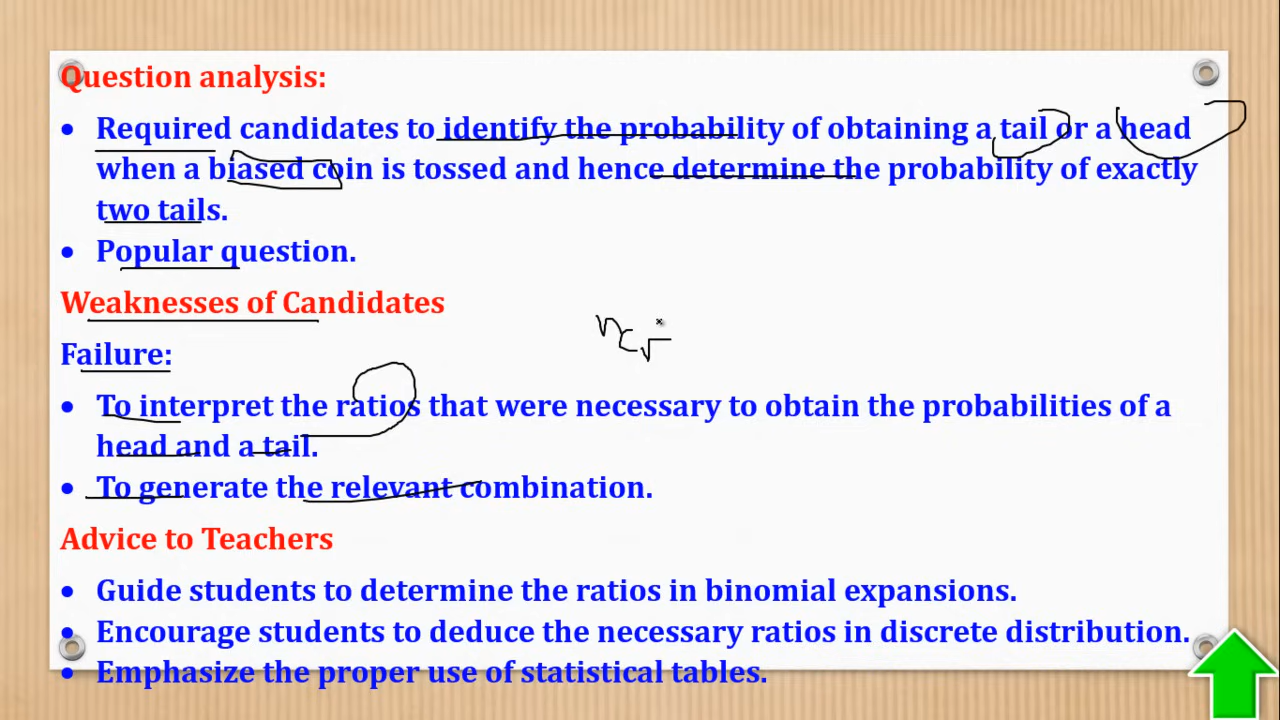 Question analysis:
• Required candidates to identify the probability of obtaining a tail or a head
when a biased coin is tossed and hence determine the probability of exactly
two tails.
• Popular question.
Weaknesses of Candidates
nCr
Failure:
• To interpret the ratios that were necessary to obtain the probabilities of a
head and a tail.
• To generate the relevant combination.
Advice to Teachers
• Guide students to determine the ratios in binomial expansions.
• Encourage students to deduce the necessary ratios in discrete distribution.
• Emphasize the proper use of statistical tables.